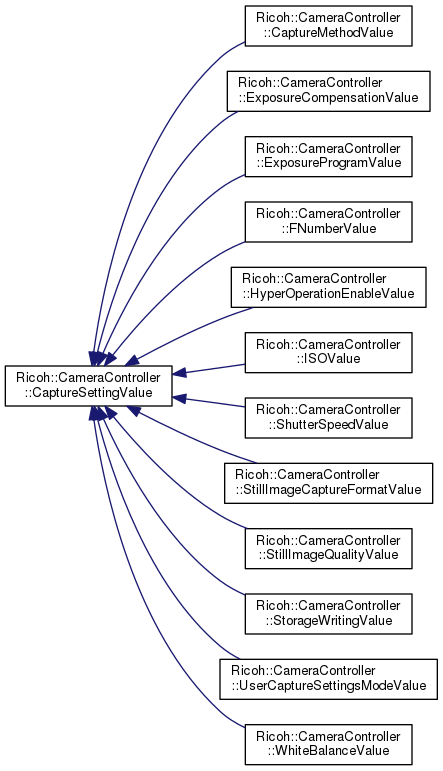 Ricoh::CameraController
::CaptureMethodValue
Ricoh::CameraController
::ExposureCompensationValue
Ricoh::CameraController
::ExposureProgramValue
Ricoh::CameraController
::FNumberValue
Ricoh::CameraController
::HyperOperationEnableValue
Ricoh::CameraController
::ISOValue
Ricoh::CameraController
::CaptureSettingValue
Ricoh::CameraController
::ShutterSpeedValue
Ricoh::CameraController
::StillImageCaptureFormatValue
Ricoh::CameraController
::StillImageQualityValue
Ricoh::CameraController
::StorageWritingValue
Ricoh::CameraController
::UserCaptureSettingsModeValue
Ricoh::CameraController
::WhiteBalanceValue